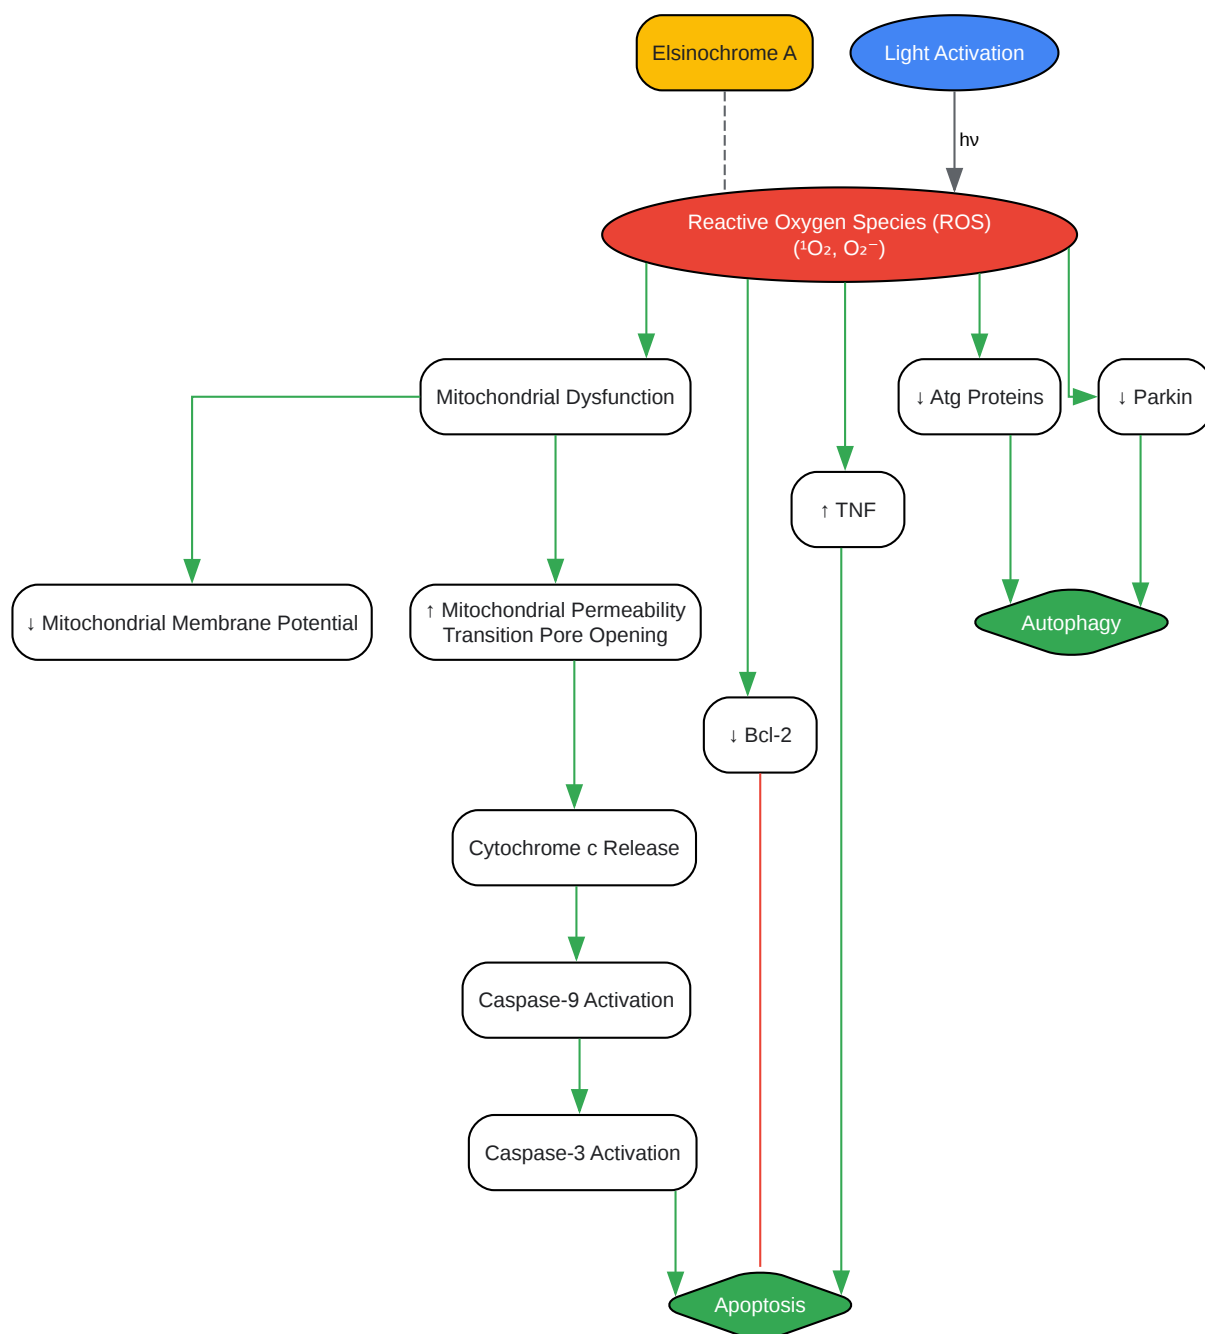 Elsinochrome A
Light Activation
hν
Reactive Oxygen Species (ROS)
(¹O₂, O₂⁻)
Mitochondrial Dysfunction
↓ Atg Proteins
↓ Parkin
↑ TNF
↓ Mitochondrial Membrane Potential
↑ Mitochondrial Permeability
Transition Pore Opening
Autophagy
↓ Bcl-2
Cytochrome c Release
Caspase-9 Activation
Caspase-3 Activation
Apoptosis